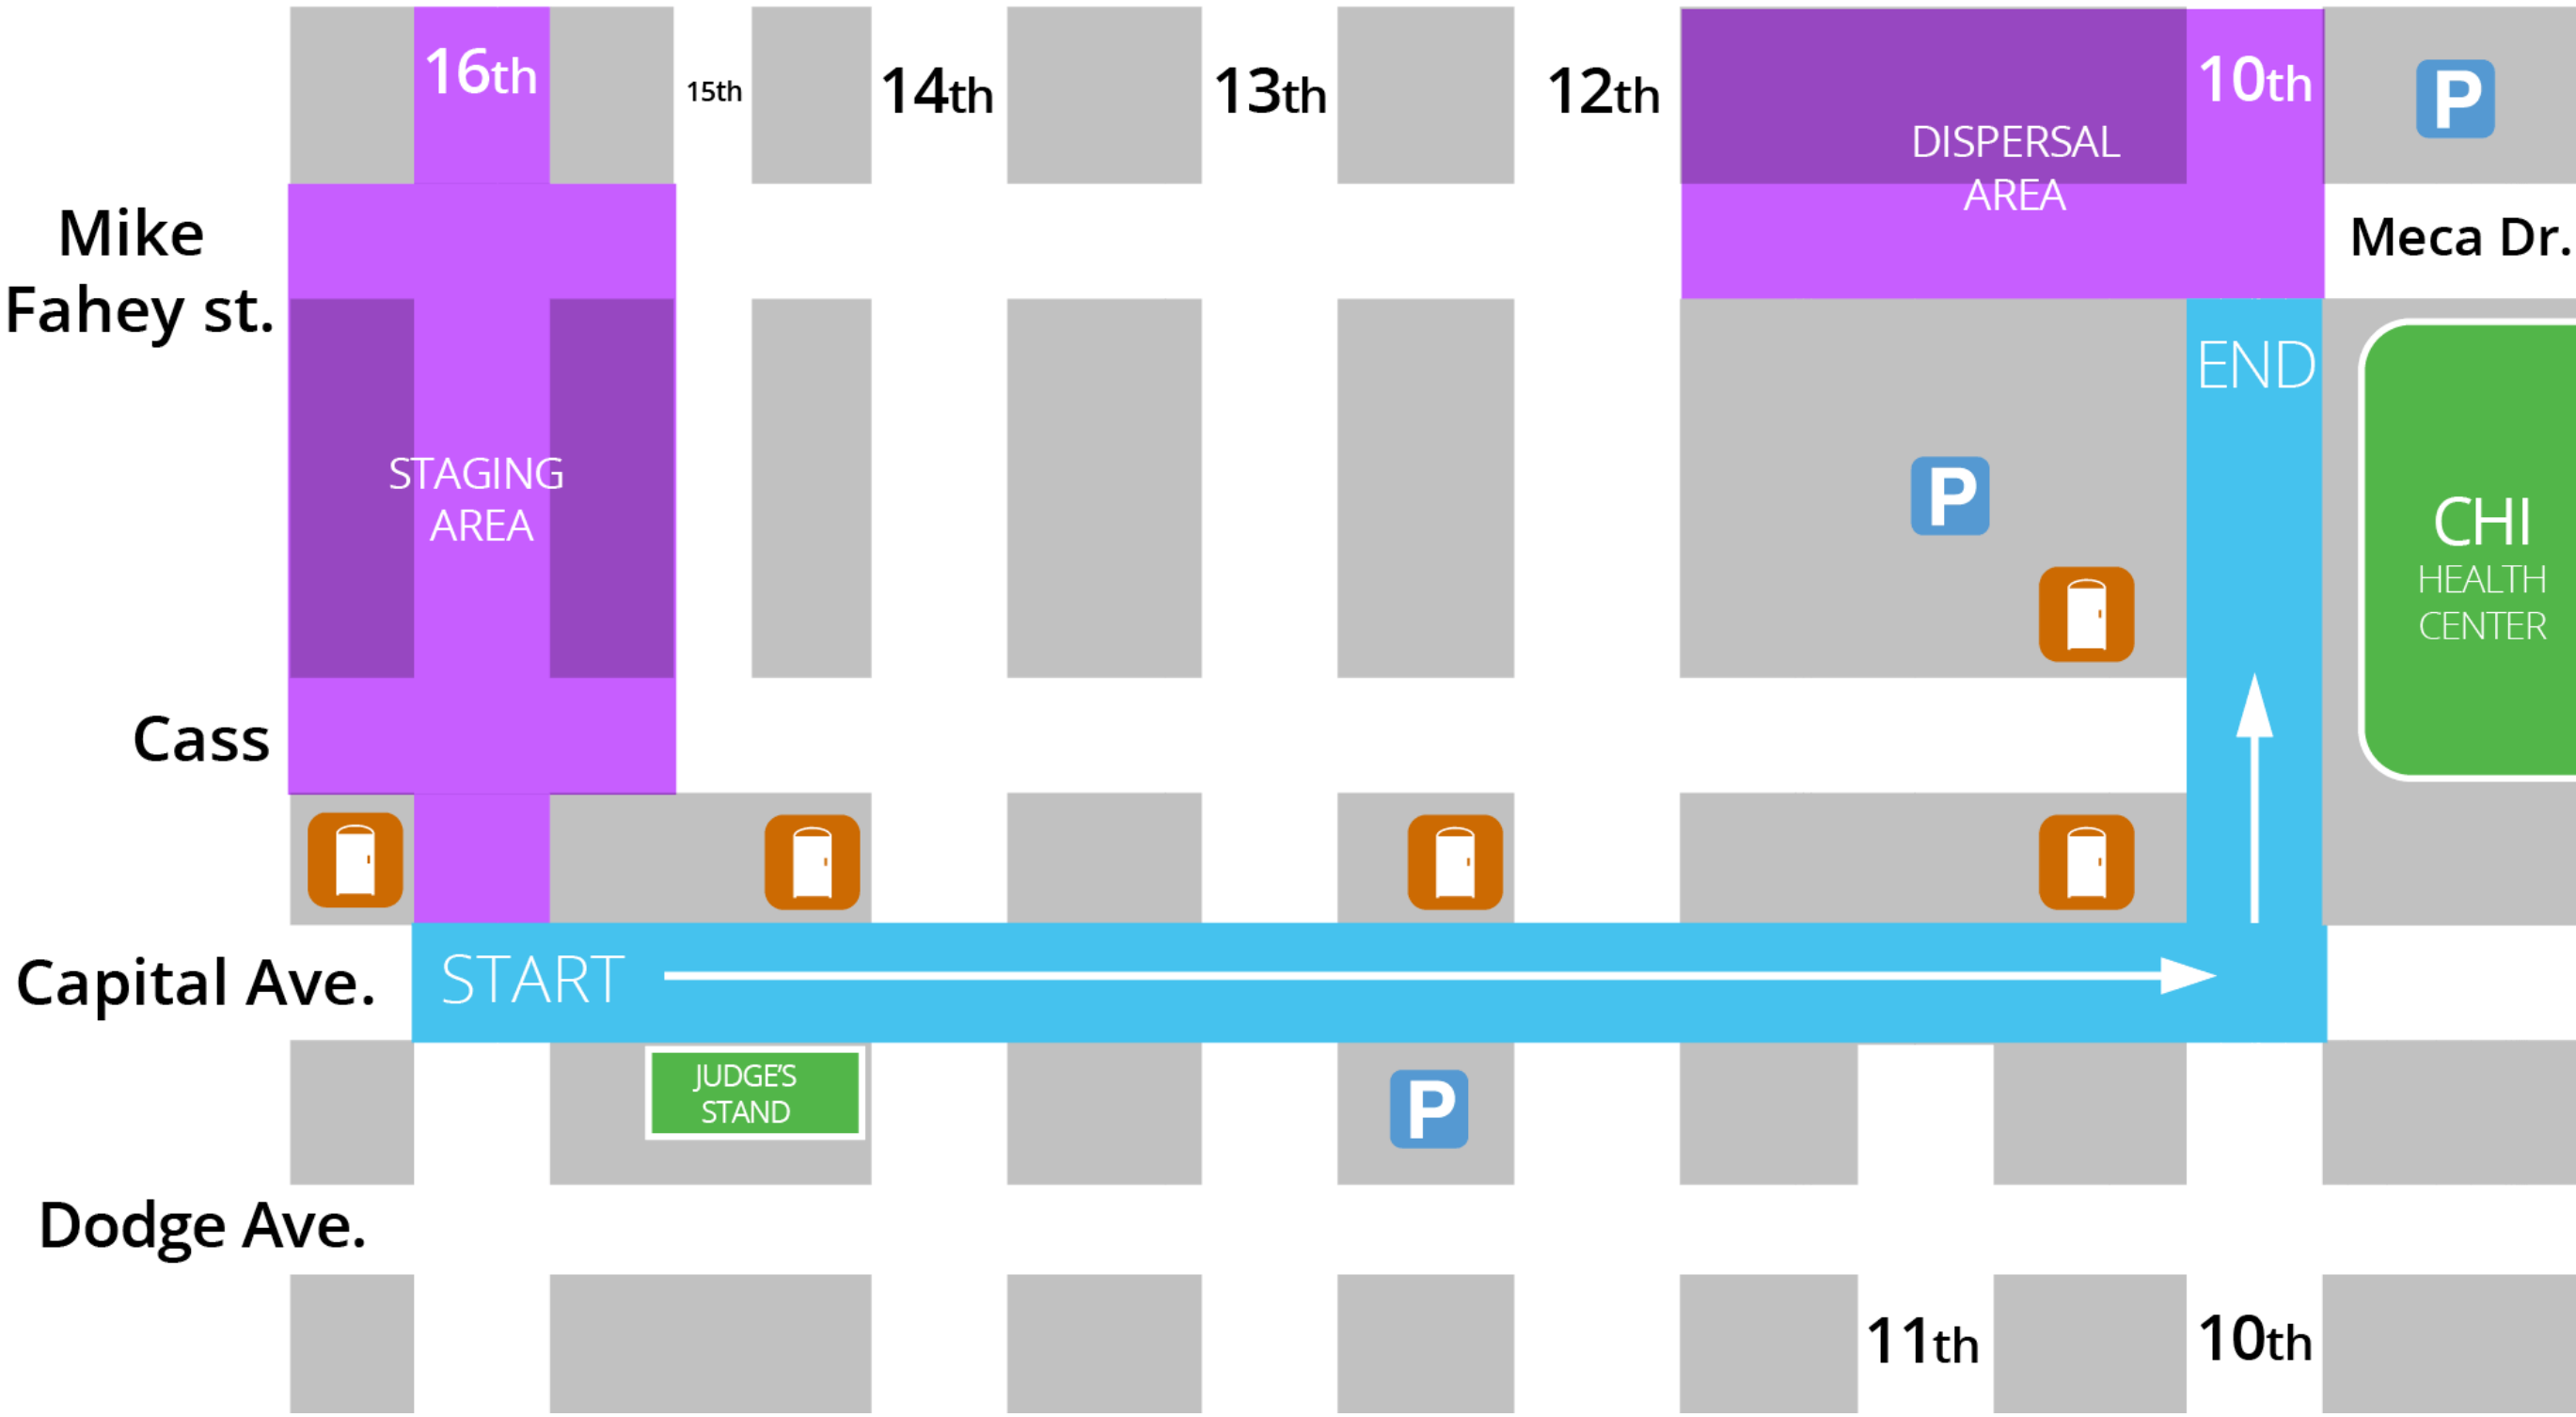 16th
15th
14th
13th
12th
10th
P
DISPERSAL
AREA
Mike
Fahey st.
Meca Dr.
END
STAGING
AREA
P
CHI
HEALTH
CENTER
Cass
Capital Ave.
START
JUDGE'S
STAND
P
Dodge Ave.
11th
10th